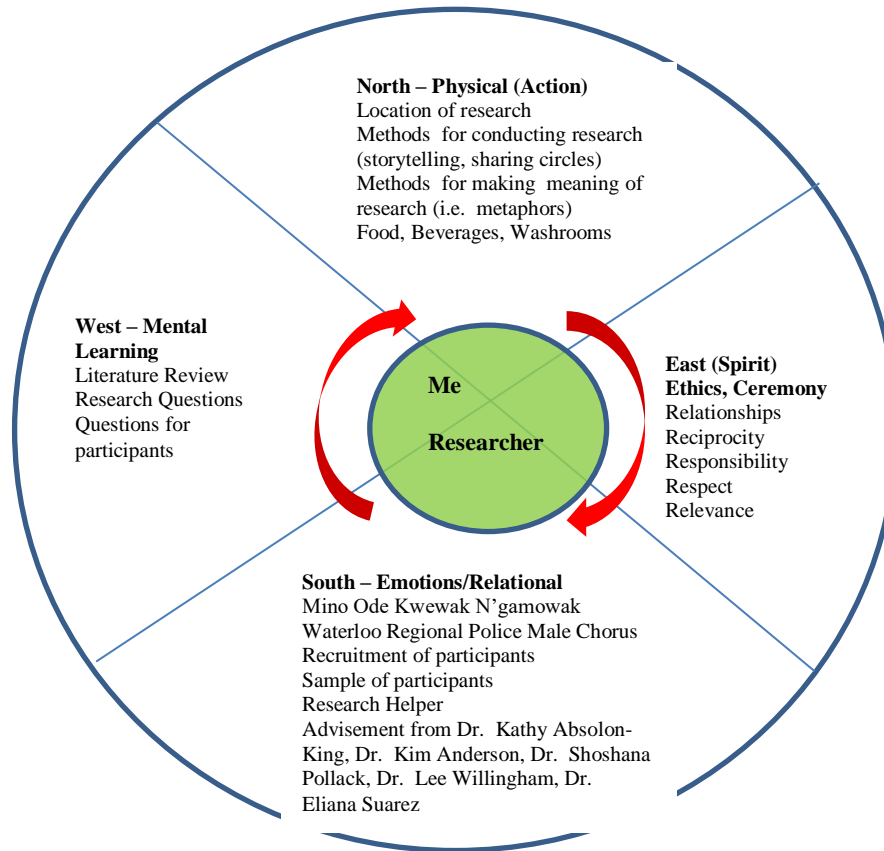 North – Physical (Action)
Location of research
Methods for conducting research
(storytelling, sharing circles)
Methods for making meaning of
research (i.e. metaphors)
Food, Beverages, Washrooms
West – Mental
Learning
Literature Review
Research Questions
Questions for
participants
Me
Researcher
East (Spirit)
Ethics, Ceremony
Relationships
Reciprocity
Responsibility
Respect
Relevance
South – Emotions/Relational
Mino Ode Kwewak N’gamowak
Waterloo Regional Police Male Chorus
Recruitment of participants
Sample of participants
Research Helper
Advisement from Dr. Kathy Absolon-
King, Dr. Kim Anderson, Dr. Shoshana
Pollack, Dr. Lee Willingham, Dr.
Eliana Suarez